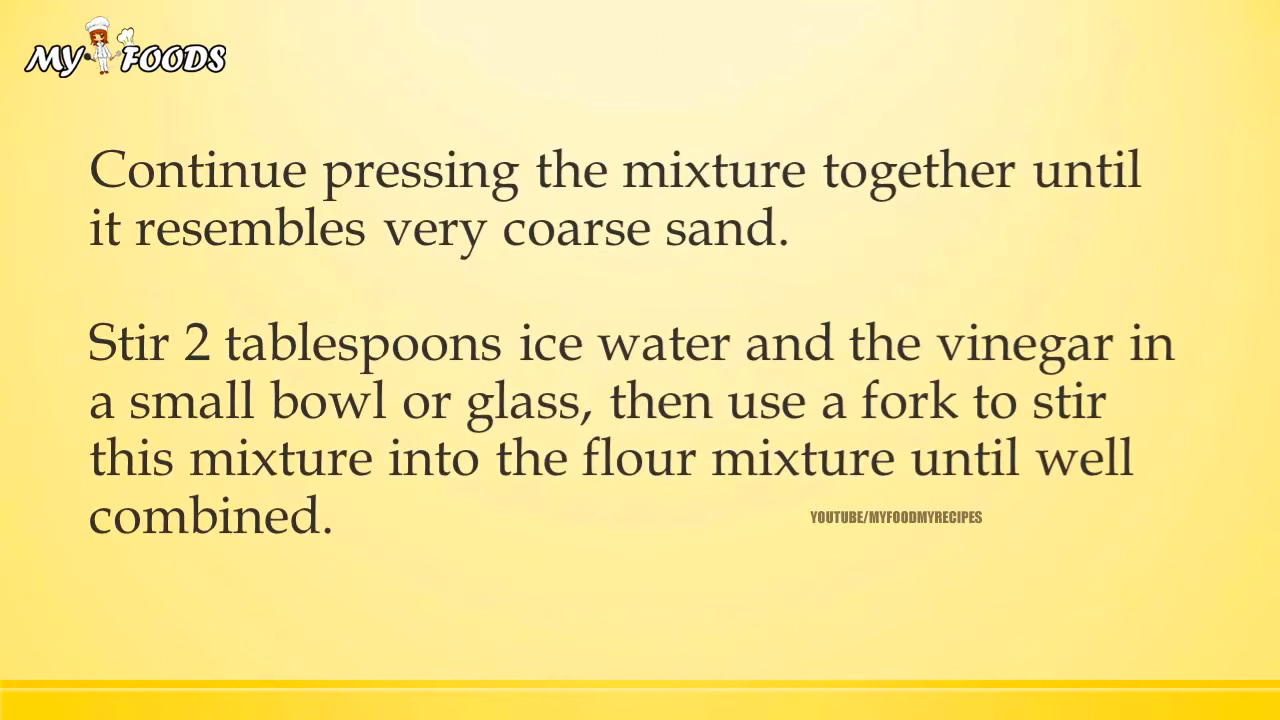 MY FOODS
Continue pressing the mixture together until
it resembles very coarse sand.
Stir 2 tablespoons ice water and the vinegar in
a small bowl or glass, then use a fork to stir
this mixture into the flour mixture until well
combined.
YOUTUBE/MYFOODMYRECIPES